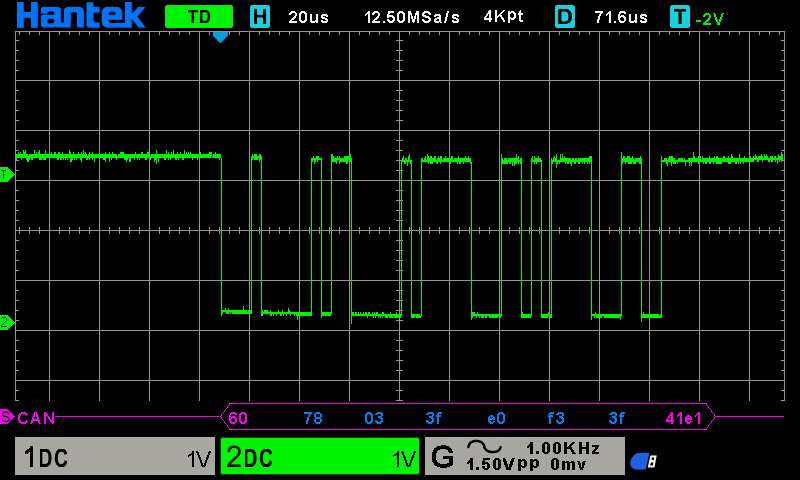 Hantek TD H 20us 12.50MSa/s 4Kpt D 71.6us T -2V
T
2
S CAN 60 78 03 3f e0 f3 3f 41e1
1DC 1V 2DC 1V G 1.00KHz
1.50Vpp 0mv